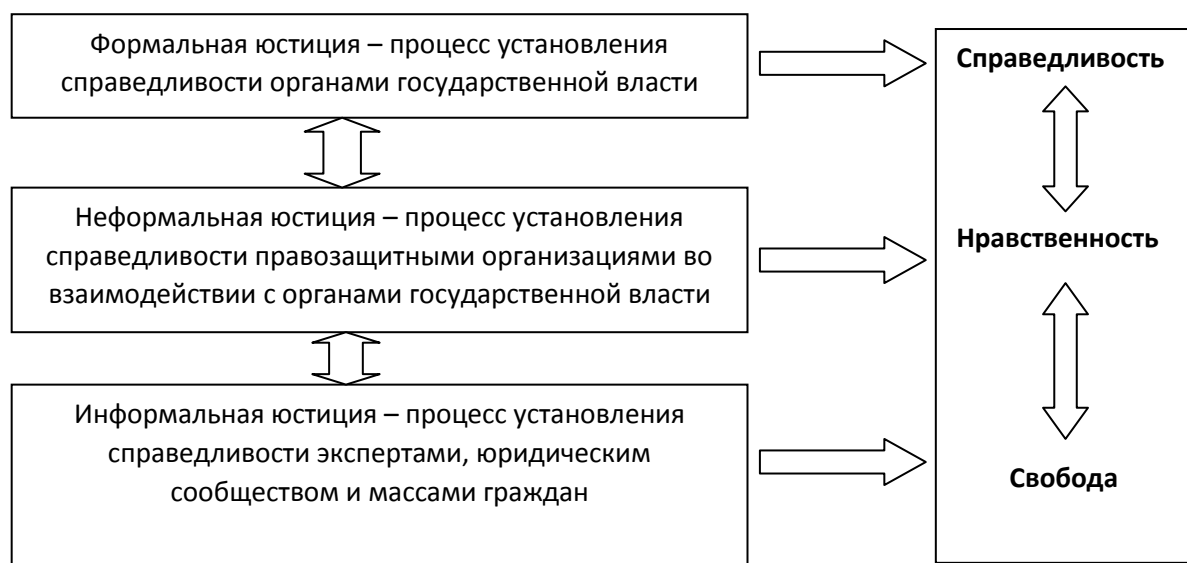 Формальная юстиция – процесс установления
справедливости органами государственной власти
Неформальная юстиция – процесс установления
справедливости правозащитными организациями во
взаимодействии с органами государственной власти
Информальная юстиция – процесс установления
справедливости экспертами, юридическим
сообществом и массами граждан
Справедливость
Нравственность
Свобода